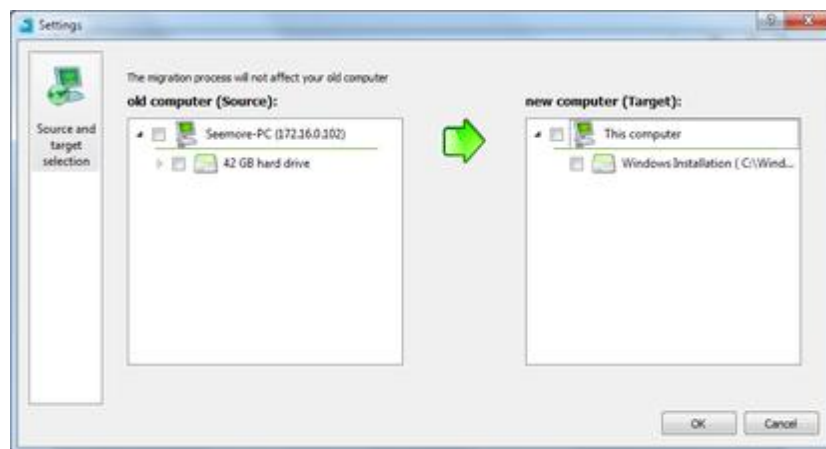 Settings
The migration process will not affect your old computer
old computer (Source):
new computer (Target):
Source and
target
selection
Seemore-PC (172.16.0.102)
42 GB hard drive
This computer
Windows Installation ( C:\Wind...
OK
Cancel